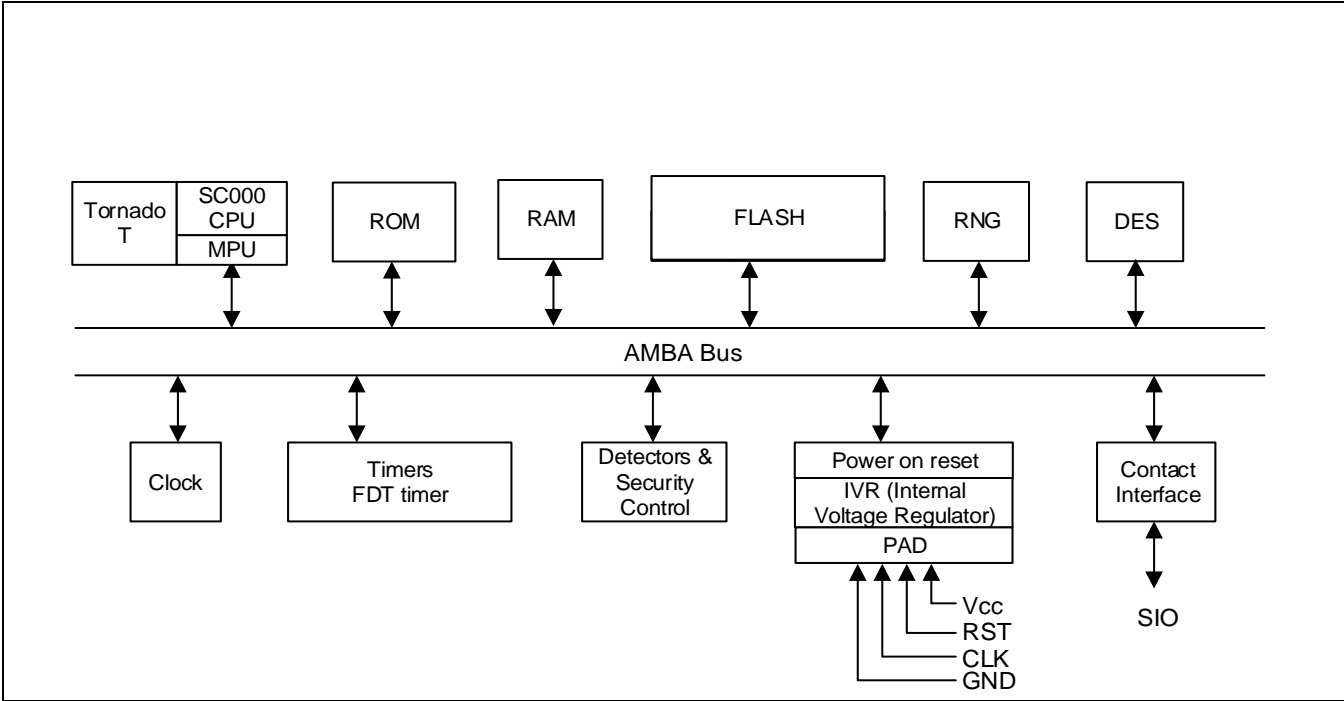 Tornado
T
SC000
CPU
MPU
ROM
RAM
FLASH
RNG
DES
AMBA Bus
Clock
Timers
FDT timer
Detectors &
Security
Control
Power on reset
IVR (Internal
Voltage Regulator)
PAD
Contact
Interface
Vcc
RST
CLK
GND
SIO